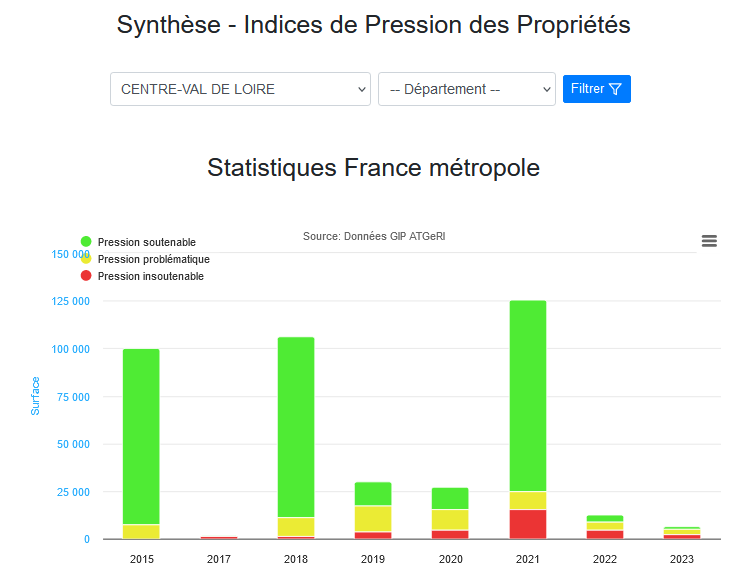 Synthèse - Indices de Pression des Propriétés
CENTRE-VAL DE LOIRE
-- Département --
Filtrer
Statistiques France métropole
Source: Données GIP ATGeRI
Pression soutenable
Pression problématique
Pression insoutenable
Surface
150 000
125 000
100 000
75 000
50 000
25 000
0
2015 2017 2018 2019 2020 2021 2022 2023